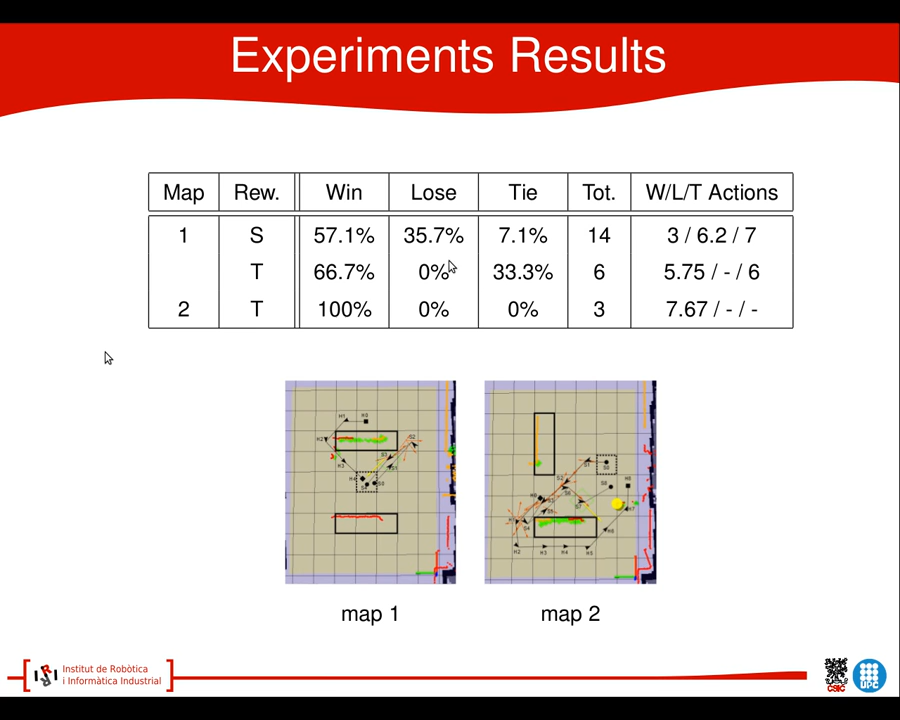 Experiments Results
Map Rew. Win Lose Tie Tot. W/L/T Actions
1 S 57.1% 35.7% 7.1% 14 3 / 6.2 / 7
T 66.7% 0% 33.3% 6 5.75 / - / 6
2 T 100% 0% 0% 3 7.67 / - / -
map 1
map 2
Institut de Robòtica
i Informàtica Industrial
CSIC
UPC